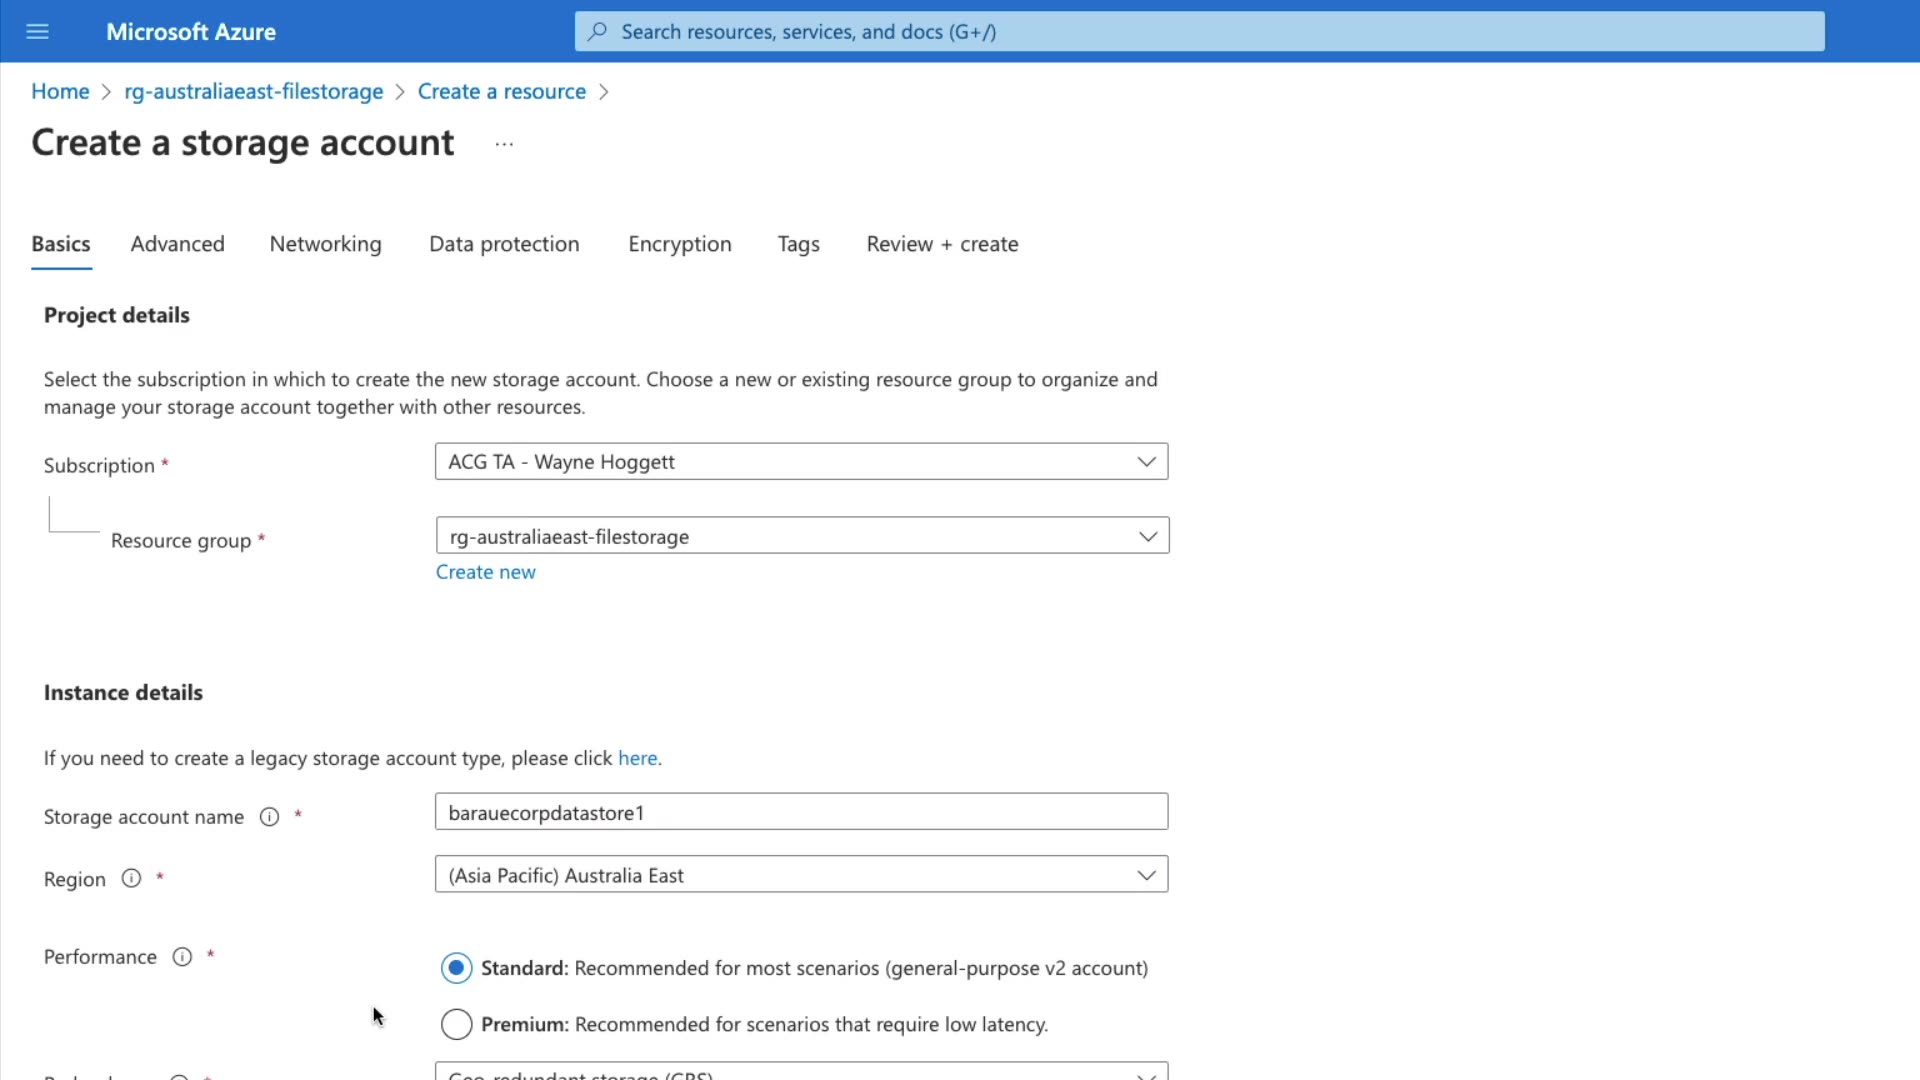 Microsoft Azure
Search resources, services, and docs (G+/)
Home > rg-australiaeast-filestorage > Create a resource >
Create a storage account ...
Basics Advanced Networking Data protection Encryption Tags Review + create
Project details
Select the subscription in which to create the new storage account. Choose a new or existing resource group to organize and
manage your storage account together with other resources.
Subscription *
ACG TA - Wayne Hoggett
Resource group *
rg-australiaeast-filestorage
Create new
Instance details
If you need to create a legacy storage account type, please click here.
Storage account name *
barauecorpdatastore1
Region *
(Asia Pacific) Australia East
Performance *
Standard: Recommended for most scenarios (general-purpose v2 account)
Premium: Recommended for scenarios that require low latency.
Geo-redundant storage (GRS)